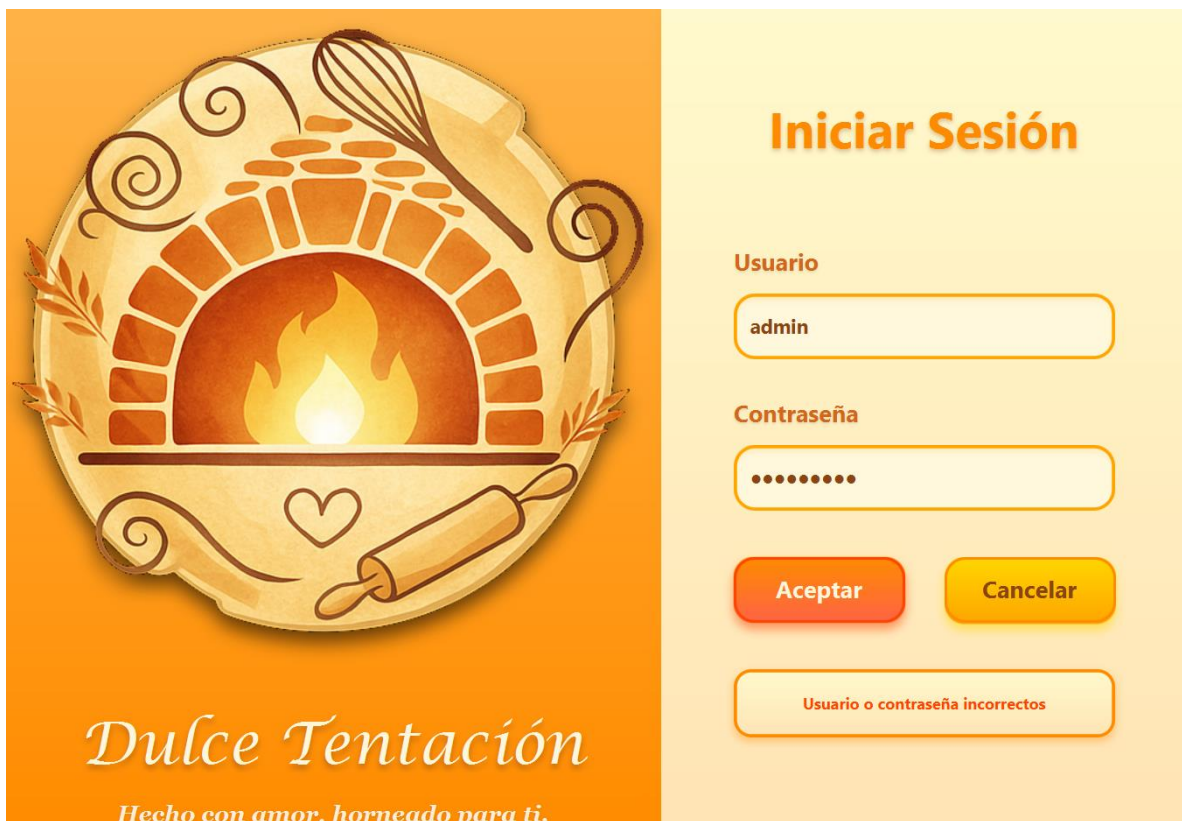 Dulce Tentación
Hecho con amor, horneado para ti.
Iniciar Sesión
Usuario
admin
Contraseña
•••••••••
Aceptar
Cancelar
Usuario o contraseña incorrectos